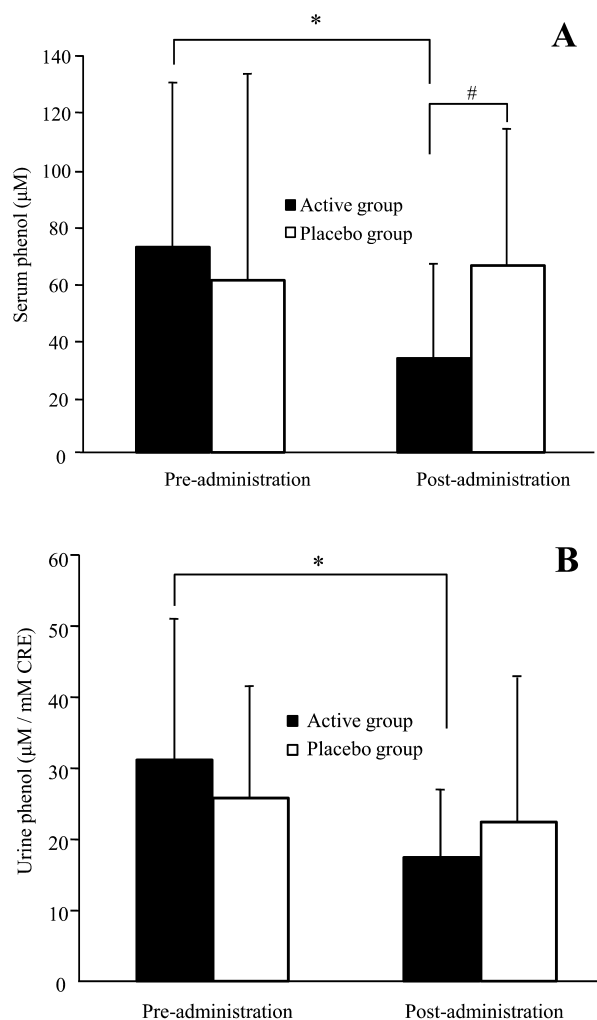 *
A
140
120
100
80
60
40
20
0
Serum phenol (μM)
#
Active group
Placebo group
Pre-administration
Post-administration
B
*
60
50
40
30
20
10
0
Urine phenol (μM / mM CRE)
Active group
Placebo group
Pre-administration
Post-administration